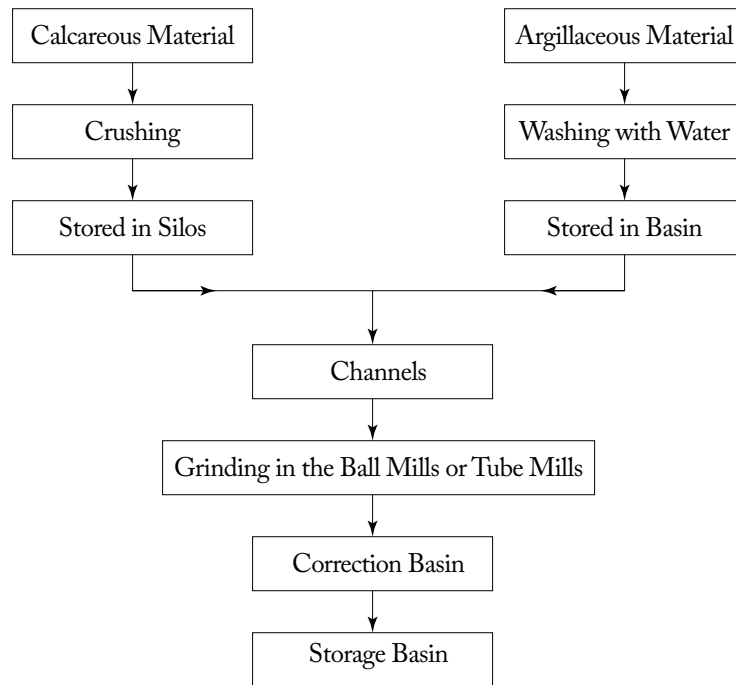 Calcareous Material
Argillaceous Material
Crushing
Washing with Water
Stored in Silos
Stored in Basin
Channels
Grinding in the Ball Mills or Tube Mills
Correction Basin
Storage Basin